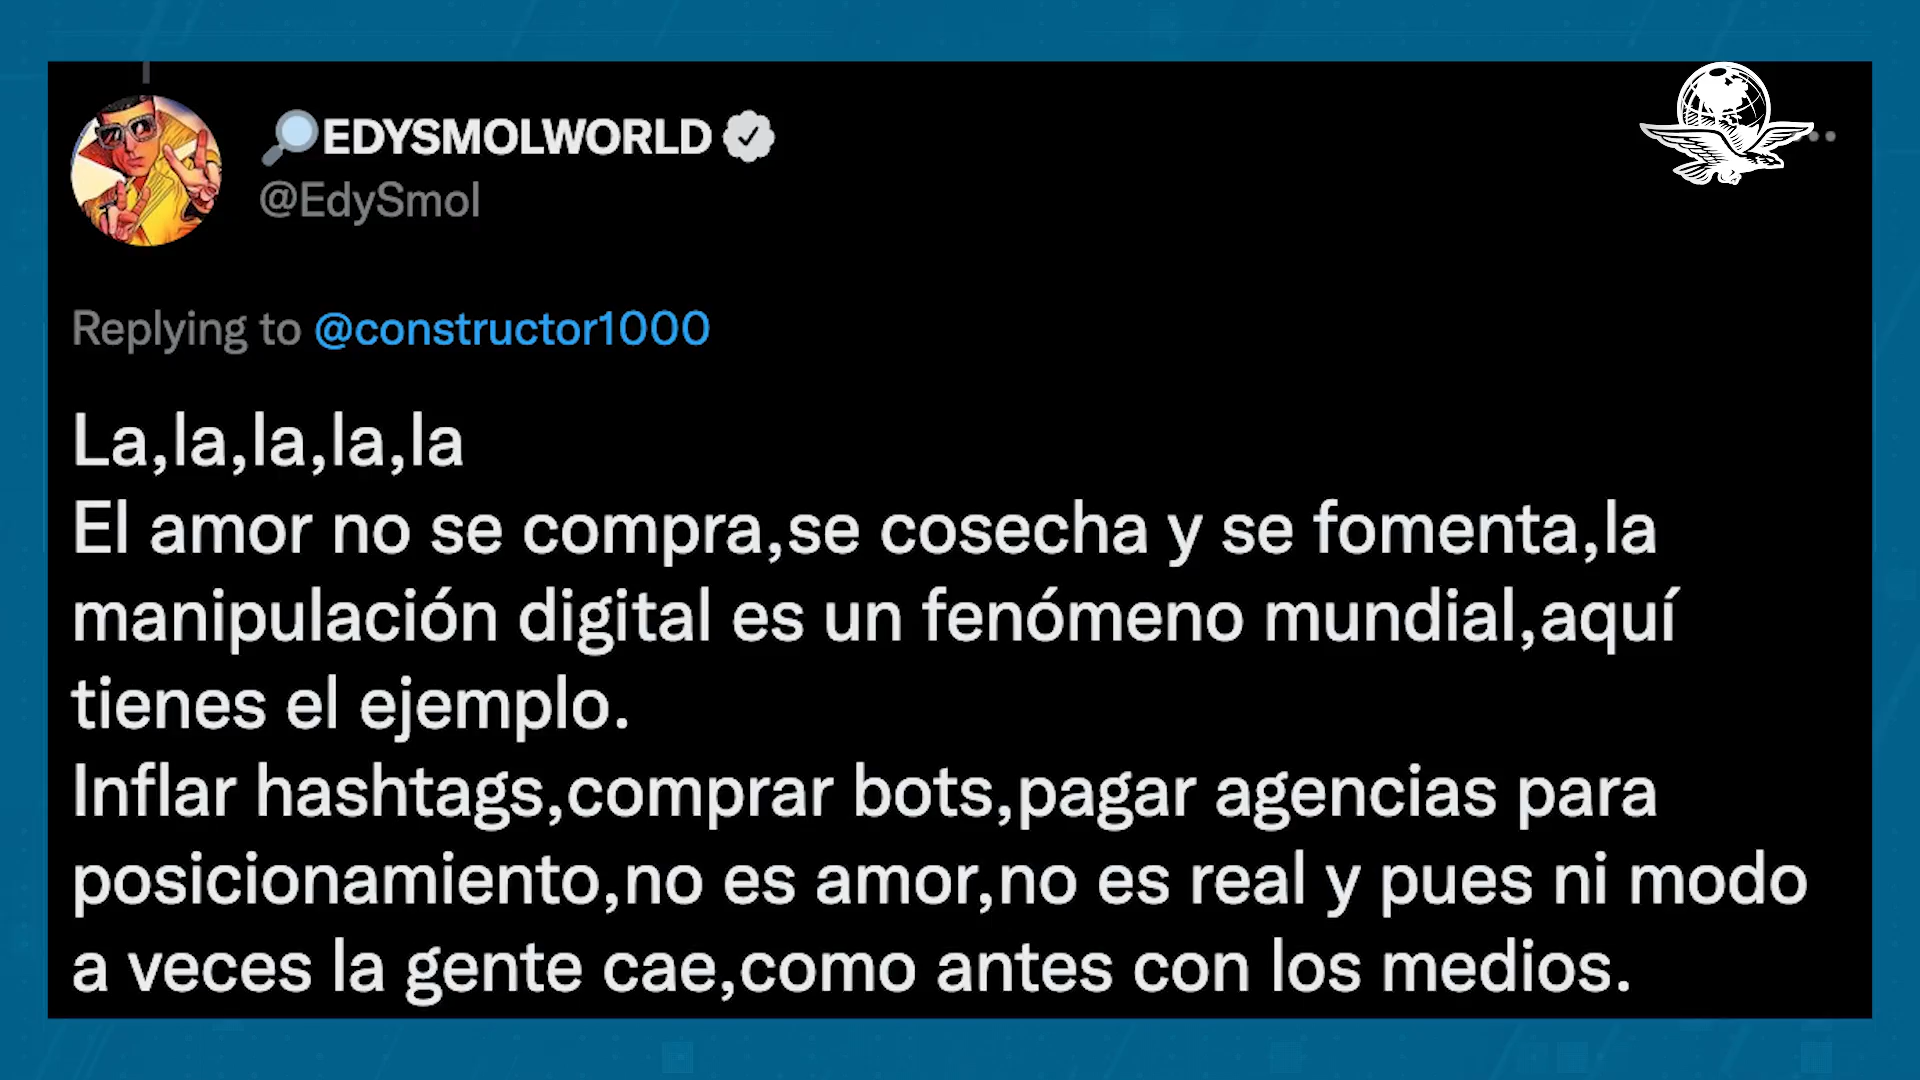 EDYSMOLWORLD
@EdySmol
Replying to @constructor1000
La,la,la,la,la
El amor no se compra,se cosecha y se fomenta,la
manipulación digital es un fenómeno mundial,aquí
tienes el ejemplo.
Inflar hashtags,comprar bots,pagar agencias para
posicionamiento,no es amor,no es real y pues ni modo
a veces la gente cae,como antes con los medios.